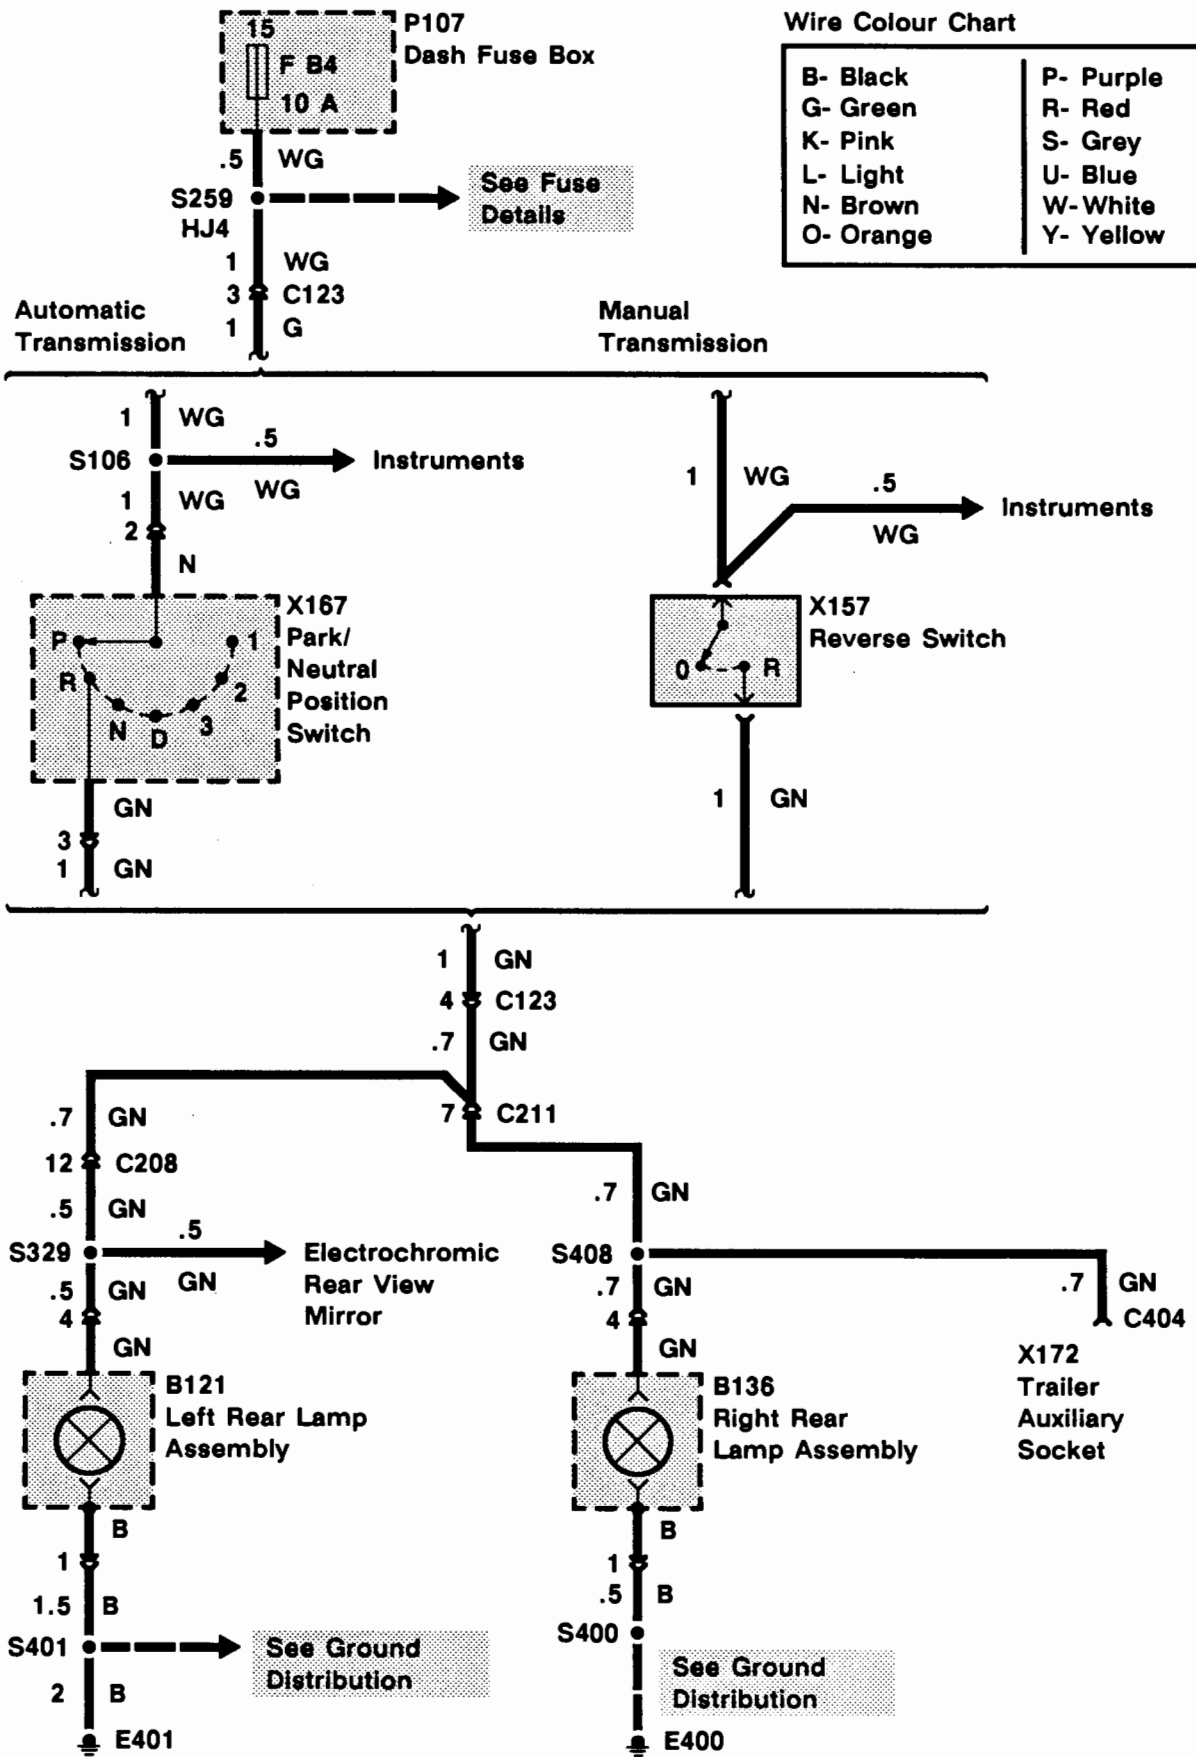 15
F B4
10 A
P107
Dash Fuse Box
Wire Colour Chart
B- Black
G- Green
K- Pink
L- Light
N- Brown
O- Orange
P- Purple
R- Red
S- Grey
U- Blue
W- White
Y- Yellow
.5 WG
S259
HJ4
See Fuse
Details
1 WG
3 C123
1 G
Automatic
Transmission
Manual
Transmission
1 WG
S106
.5
WG
Instruments
1 WG
2
N
1 WG
.5
WG
Instruments
X167
Park/
Neutral
Position
Switch
P
R
N
D
3
2
1
X157
Reverse Switch
0 R
GN
3
1 GN
1 GN
1 GN
4 C123
.7 GN
7 C211
.7 GN
12 C208
.5 GN
S329
.5
GN
Electrochromic
Rear View
Mirror
.5 GN
4
GN
B121
Left Rear Lamp
Assembly
B
1
1.5 B
S401
See Ground
Distribution
2 B
E401
.7 GN
S408
.7 GN
4
GN
.7 GN
C404
X172
Trailer
Auxiliary
Socket
B136
Right Rear
Lamp Assembly
B
1
.5 B
S400
See Ground
Distribution
E400